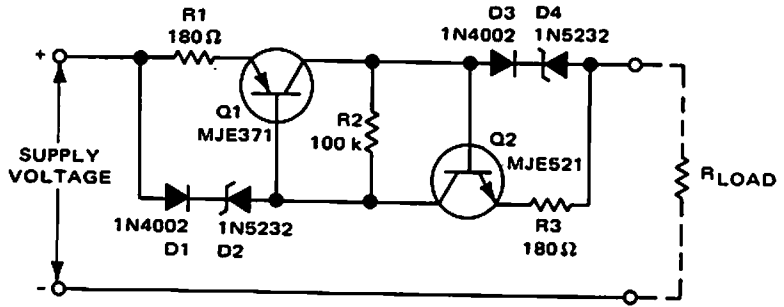 R1
180Ω
D3
D4
1N4002
1N5232
+
Q1
MJE371
R2
100 k
Q2
MJE521
SUPPLY
VOLTAGE
RLOAD
1N4002
D1
1N5232
D2
R3
180Ω
-